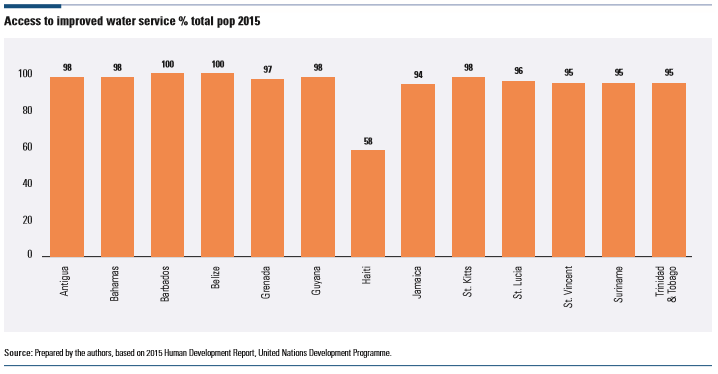 Access to improved water service % total pop 2015
98 98 100 100 97 98 58 94 98 96 95 95 95
100
80
60
40
20
0
Antigua
Bahamas
Barbados
Belize
Grenada
Guyana
Haiti
Jamaica
St. Kitts
St. Lucia
St. Vincent
Suriname
Trinidad
& Tobago
Source: Prepared by the authors, based on 2015 Human Development Report, United Nations Development Programme.